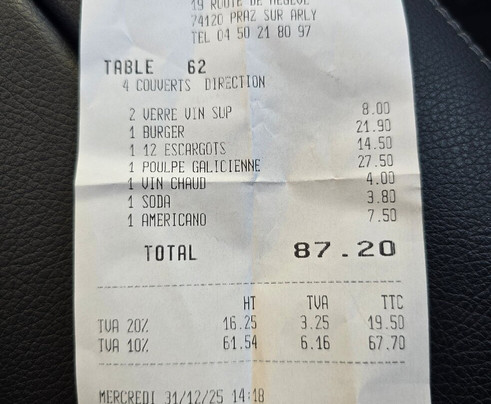 19 ROUTE DE MEGEVE
74120 PRAZ SUR ARLY
TEL 04 50 21 80 97
TABLE 62
4 COUVERTS DIRECTION
2 VERRE VIN SUP 8.00
1 BURGER 21.90
1 12 ESCARGOTS 14.50
1 POULPE GALICIENNE 27.50
1 VIN CHAUD 4.00
1 SODA 3.80
1 AMERICANO 7.50
TOTAL 87.20
HT TVA TTC
TVA 20% 16.25 3.25 19.50
TVA 10% 61.54 6.16 67.70
MERCREDI 31/12/25 14:18